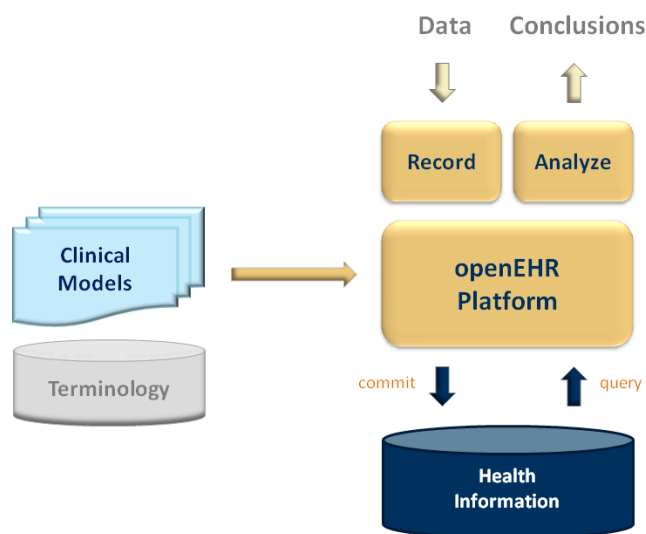 Data
Conclusions
Record
Analyze
Clinical
Models
openEHR
Platform
Terminology
commit
query
Health
Information